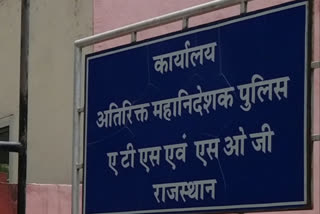 कार्यालय
अतिरिक्त महानिदेशक पुलिस
ए टी एस एवं एस ओ जी
राजस्थान